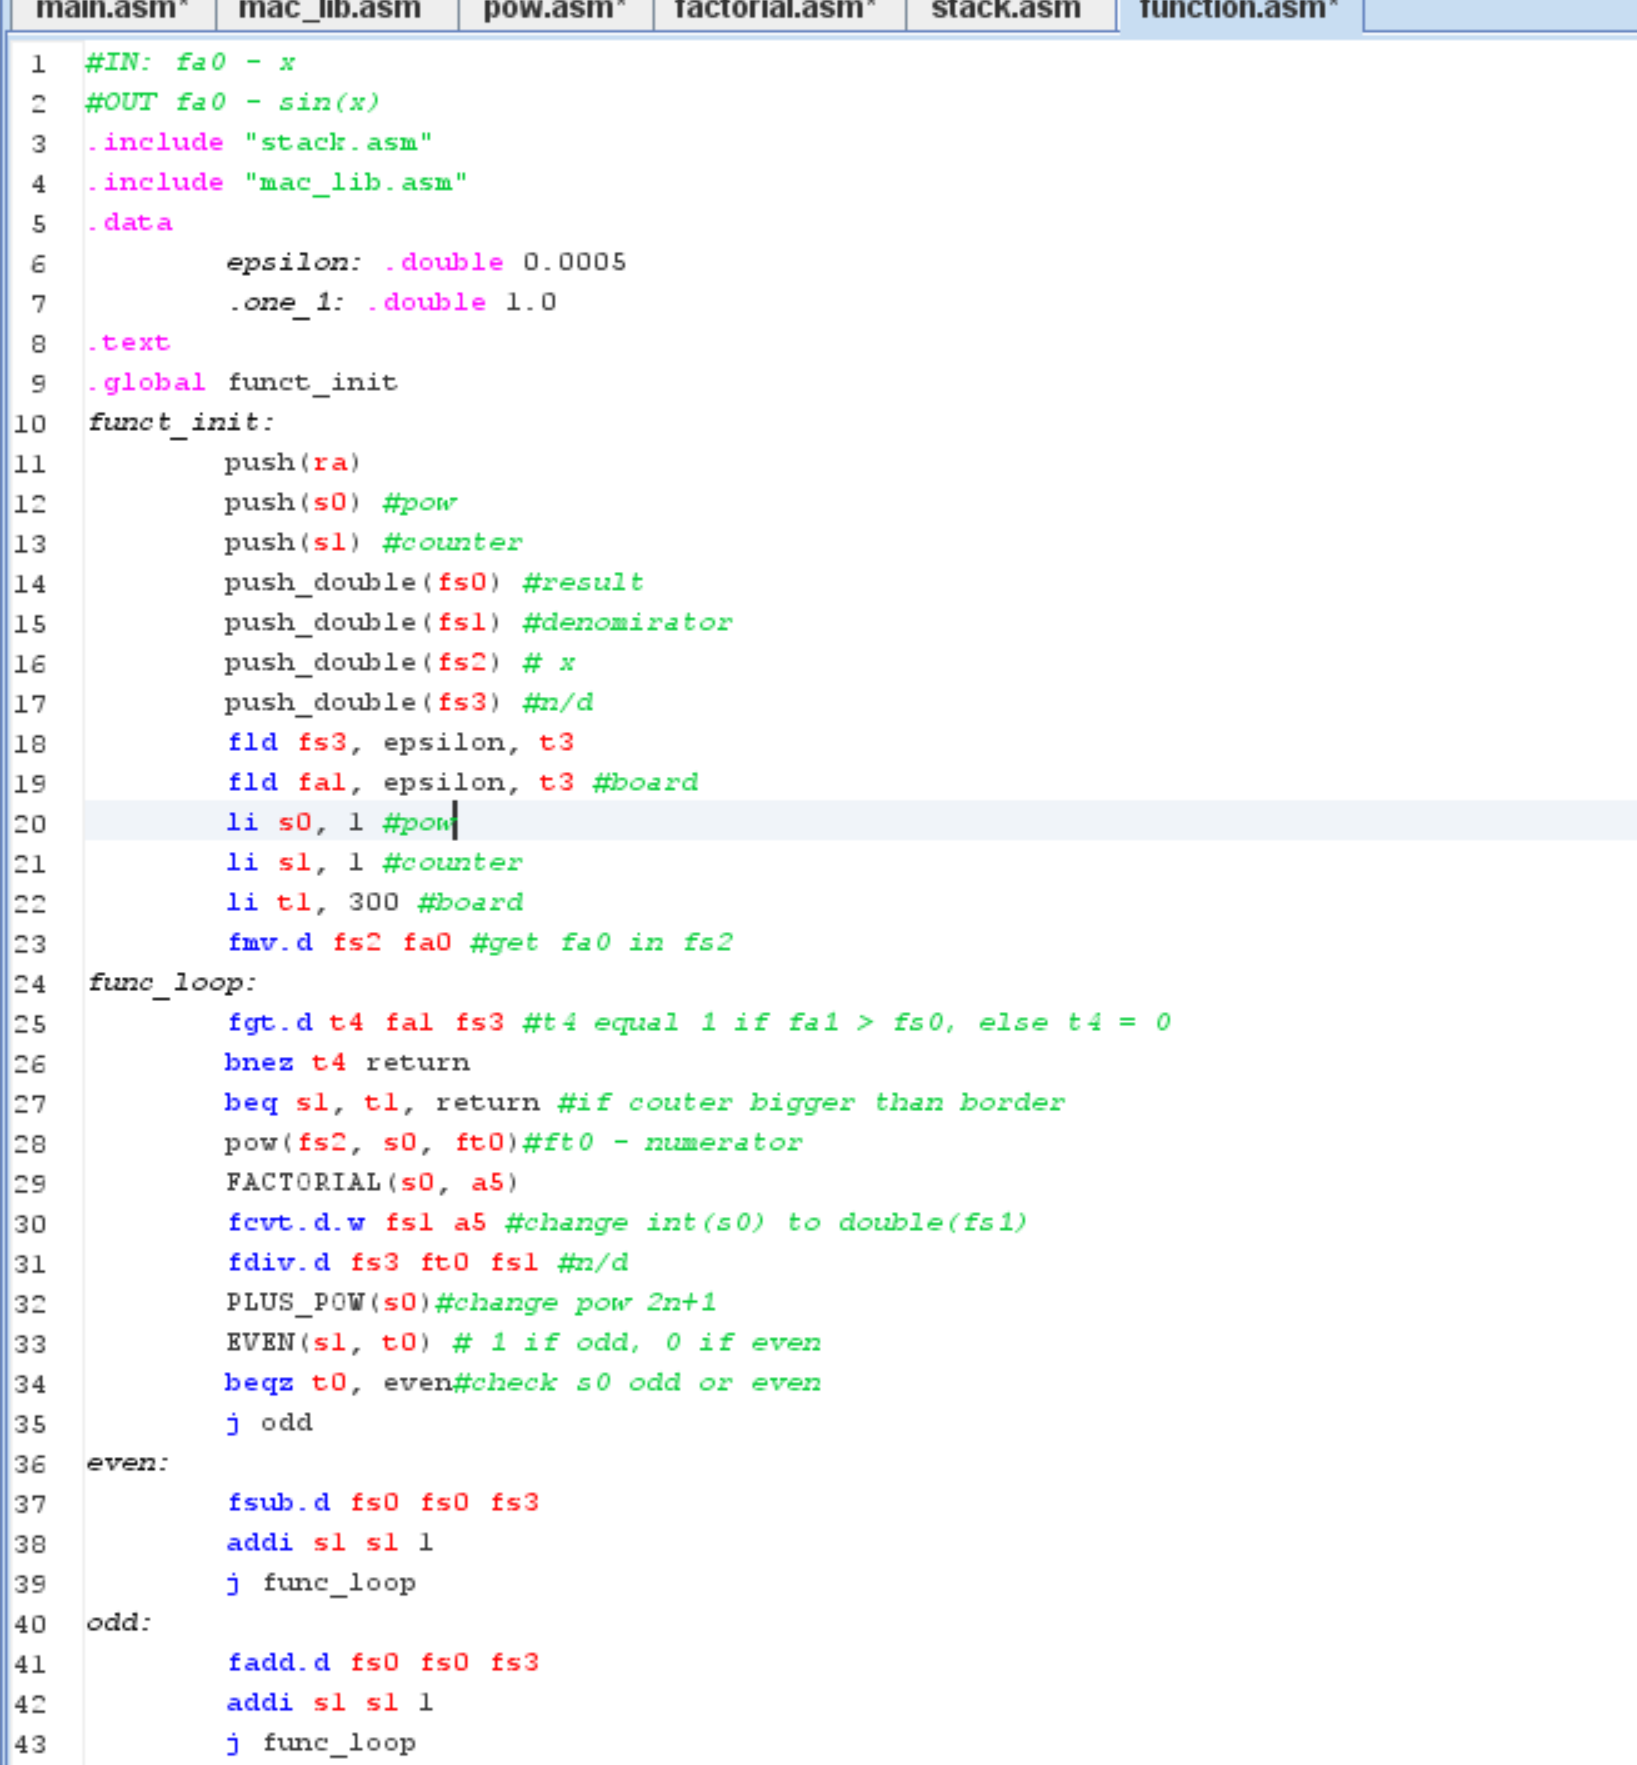 main.asm* mac_lib.asm pow.asm* factorial.asm* stack.asm function.asm*
1 #IN: fa0 - x
2 #OUT fa0 - sin(x)
3 .include "stack.asm"
4 .include "mac_lib.asm"
5 .data
6 epsilon: .double 0.0005
7 .one_1: .double 1.0
8 .text
9 .global funct_init
10 funct_init:
11 push(ra)
12 push(s0) #pow
13 push(s1) #counter
14 push_double(fs0) #result
15 push_double(fs1) #denomirator
16 push_double(fs2) # x
17 push_double(fs3) #n/d
18 fld fs3, epsilon, t3
19 fld fa1, epsilon, t3 #board
20 li s0, 1 #pow
21 li s1, 1 #counter
22 li t1, 300 #board
23 fmv.d fs2 fa0 #get fa0 in fs2
24 func_loop:
25 fgt.d t4 fa1 fs3 #t4 equal 1 if fa1 > fs0, else t4 = 0
26 bnez t4 return
27 beq s1, t1, return #if couter bigger than border
28 pow(fs2, s0, ft0)#ft0 - numerator
29 FACTORIAL(s0, a5)
30 fcvt.d.w fs1 a5 #change int(s0) to double(fs1)
31 fdiv.d fs3 ft0 fs1 #n/d
32 PLUS_POW(s0)#change pow 2n+1
33 EVEN(s1, t0) # 1 if odd, 0 if even
34 beqz t0, even#check s0 odd or even
35 j odd
36 even:
37 fsub.d fs0 fs0 fs3
38 addi s1 s1 1
39 j func_loop
40 odd:
41 fadd.d fs0 fs0 fs3
42 addi s1 s1 1
43 j func_loop